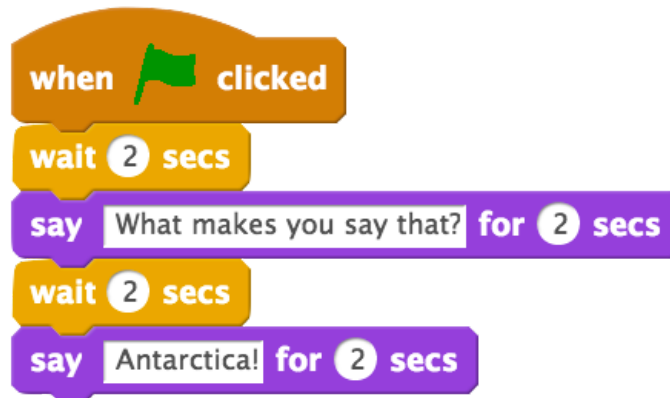 when clicked
wait 2 secs
say What makes you say that? for 2 secs
wait 2 secs
say Antarctica! for 2 secs